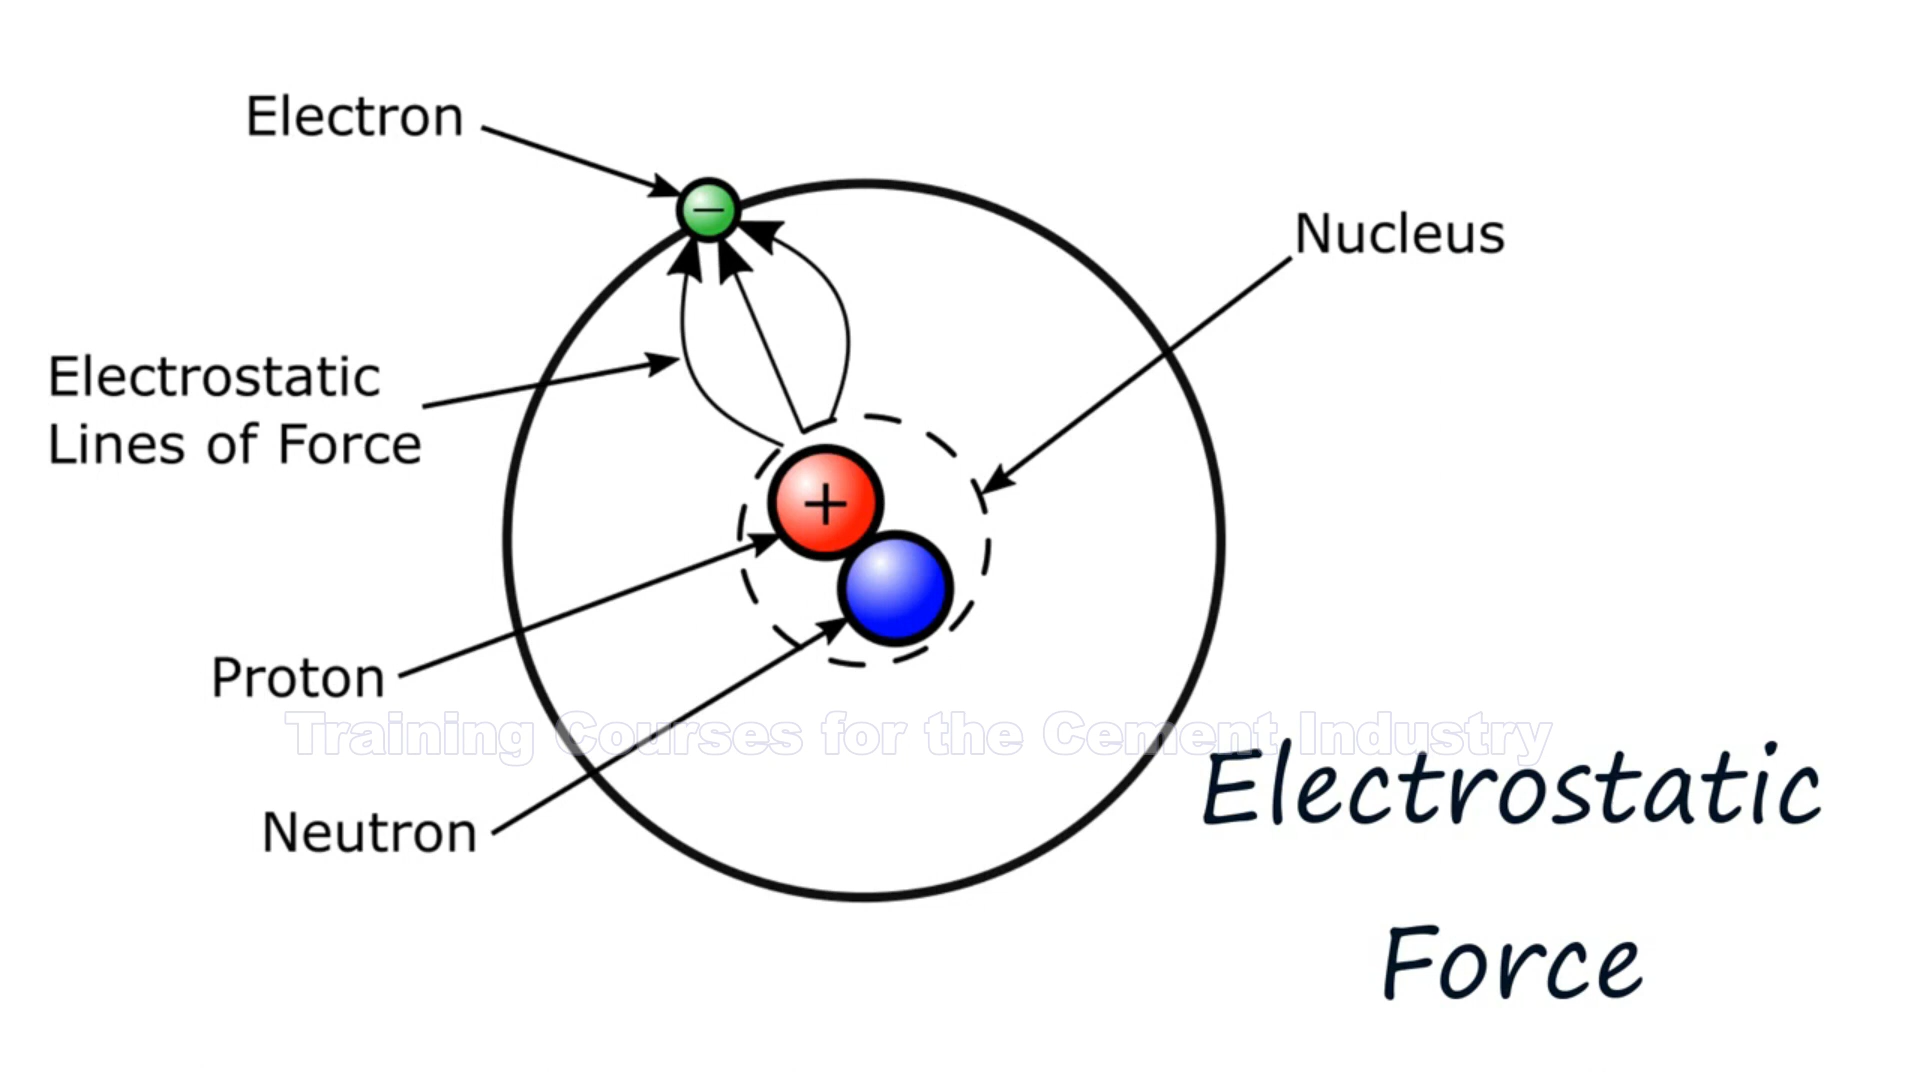 Electron
Nucleus
Electrostatic
Lines of Force
−
+
Proton
Training Courses for the Cement Industry
Neutron
Electrostatic
Force